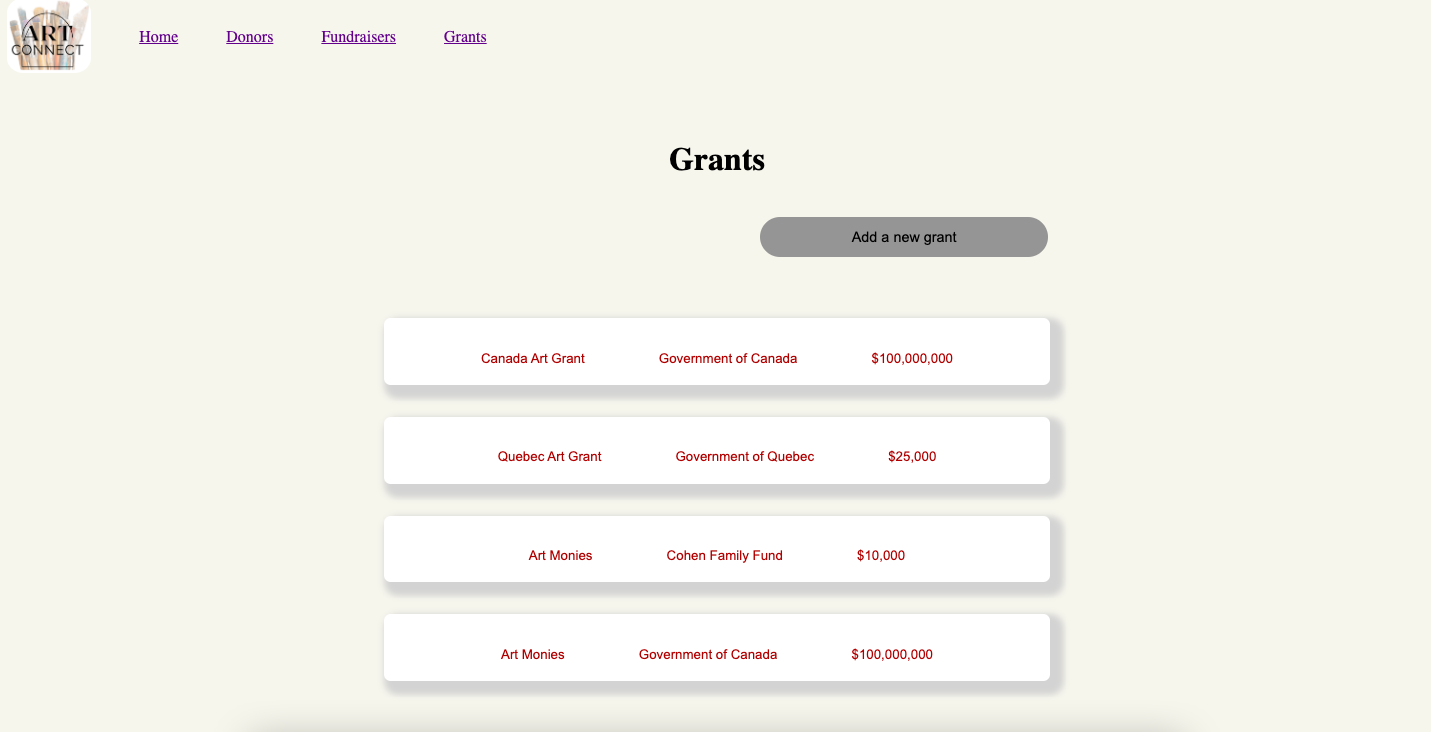 ART
CONNECT
Home Donors Fundraisers Grants
Grants
Add a new grant
Canada Art Grant Government of Canada $100,000,000
Quebec Art Grant Government of Quebec $25,000
Art Monies Cohen Family Fund $10,000
Art Monies Government of Canada $100,000,000